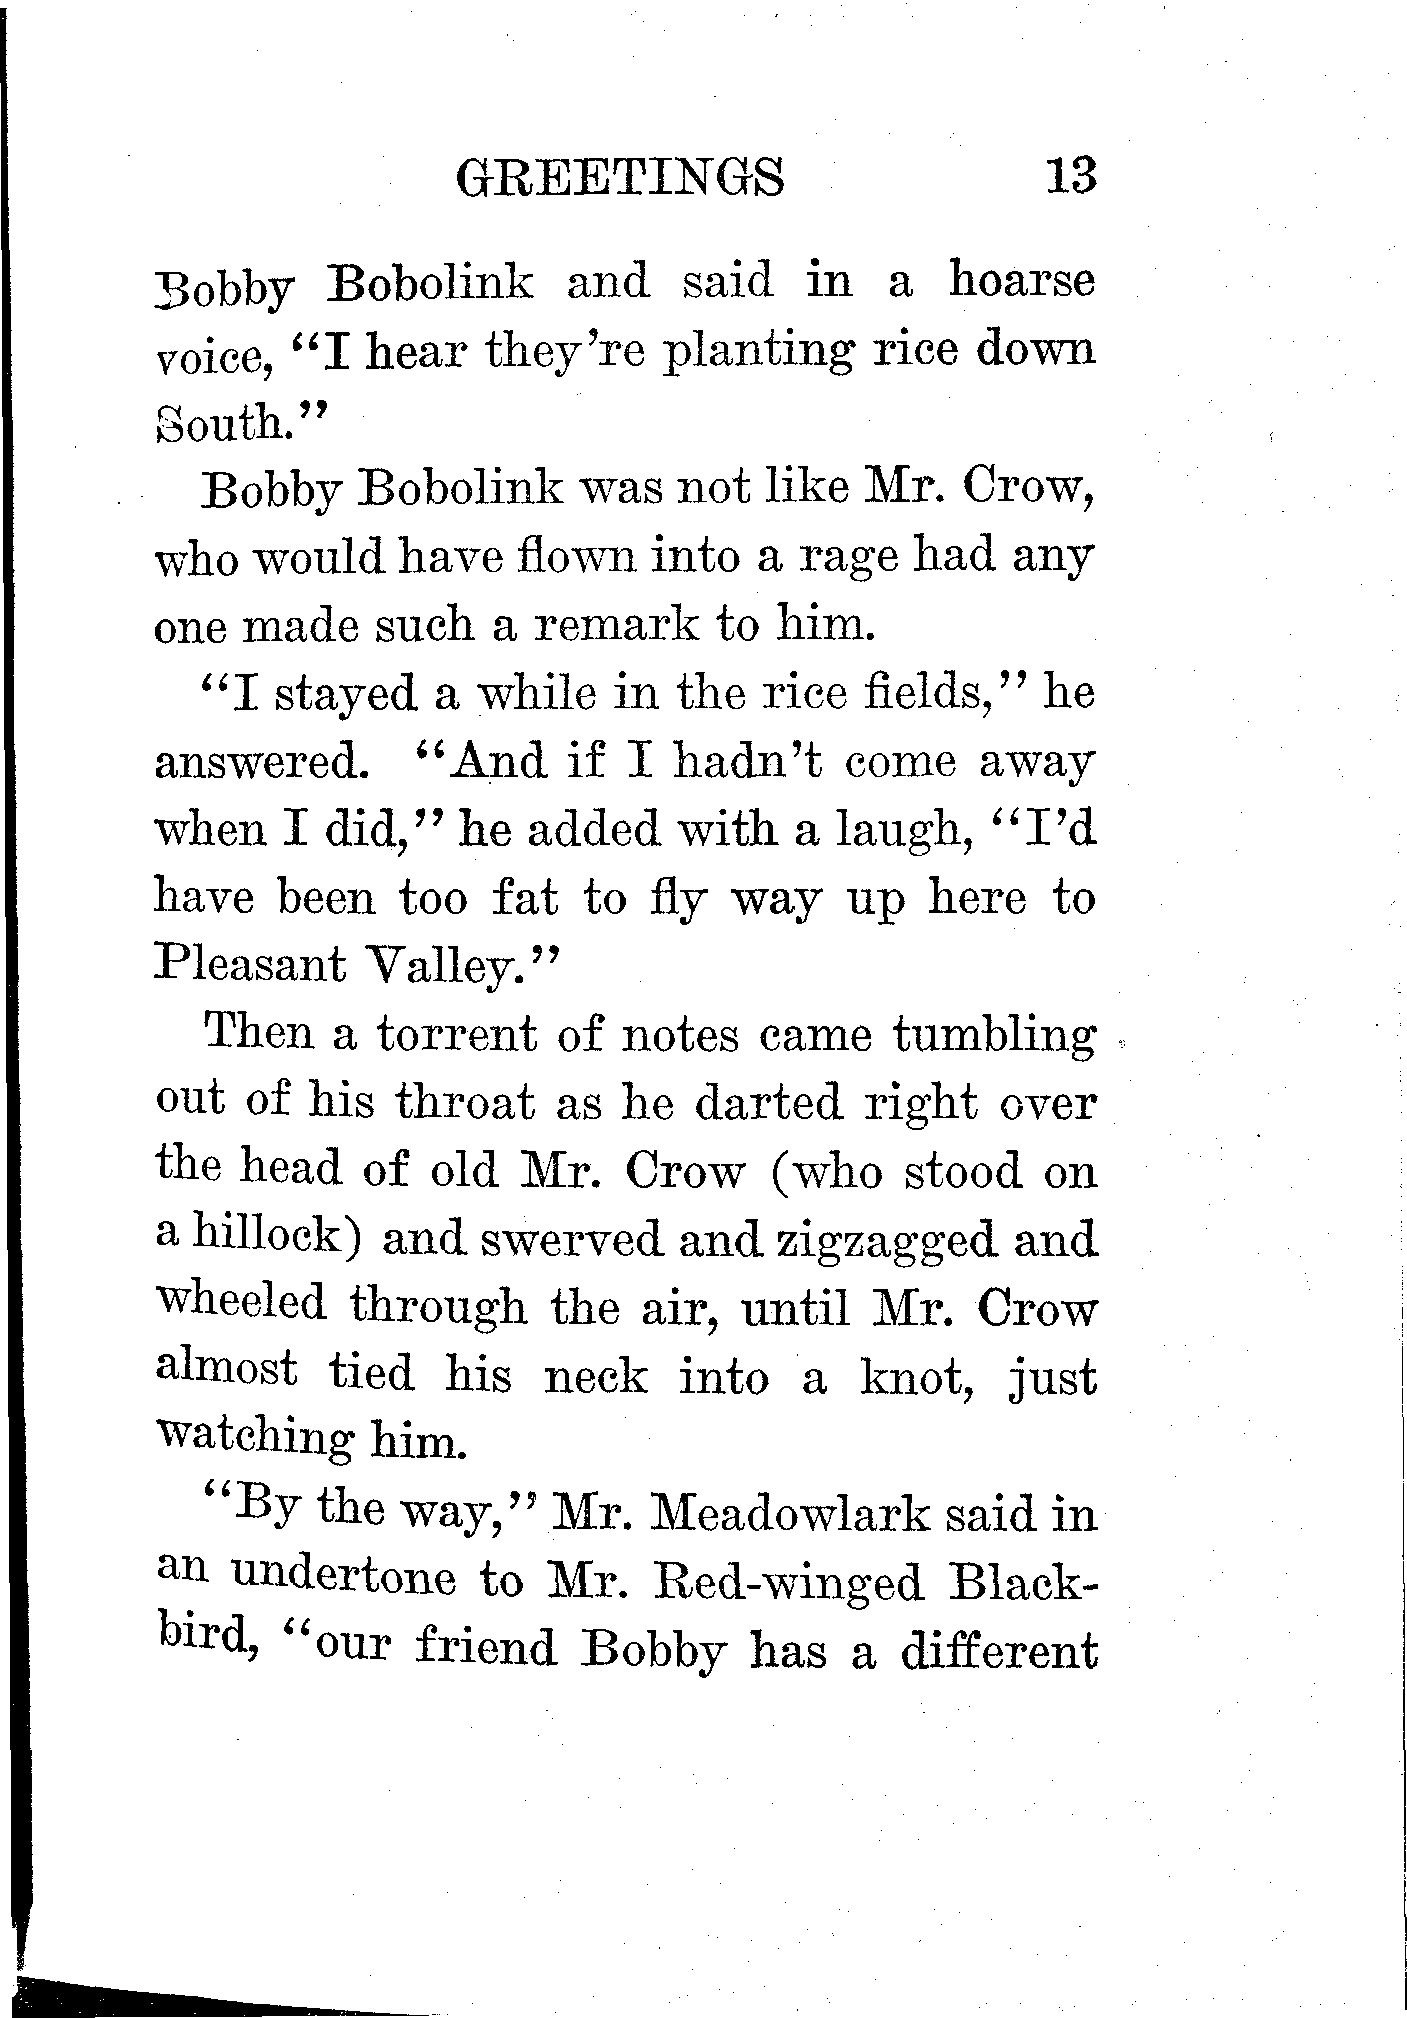 GREETINGS 13
Bobby Bobolink and said in a hoarse
voice, "I hear they're planting rice down
South."
Bobby Bobolink was not like Mr. Crow,
who would have flown into a rage had any
one made such a remark to him.
"I stayed a while in the rice fields," he
answered. "And if I hadn't come away
when I did," he added with a laugh, "I'd
have been too fat to fly way up here to
Pleasant Valley."
Then a torrent of notes came tumbling
out of his throat as he darted right over
the head of old Mr. Crow (who stood on
a hillock) and swerved and zigzagged and
wheeled through the air, until Mr. Crow
almost tied his neck into a knot, just
watching him.
"By the way," Mr. Meadowlark said in
an undertone to Mr. Red-winged Black-
bird, "our friend Bobby has a different